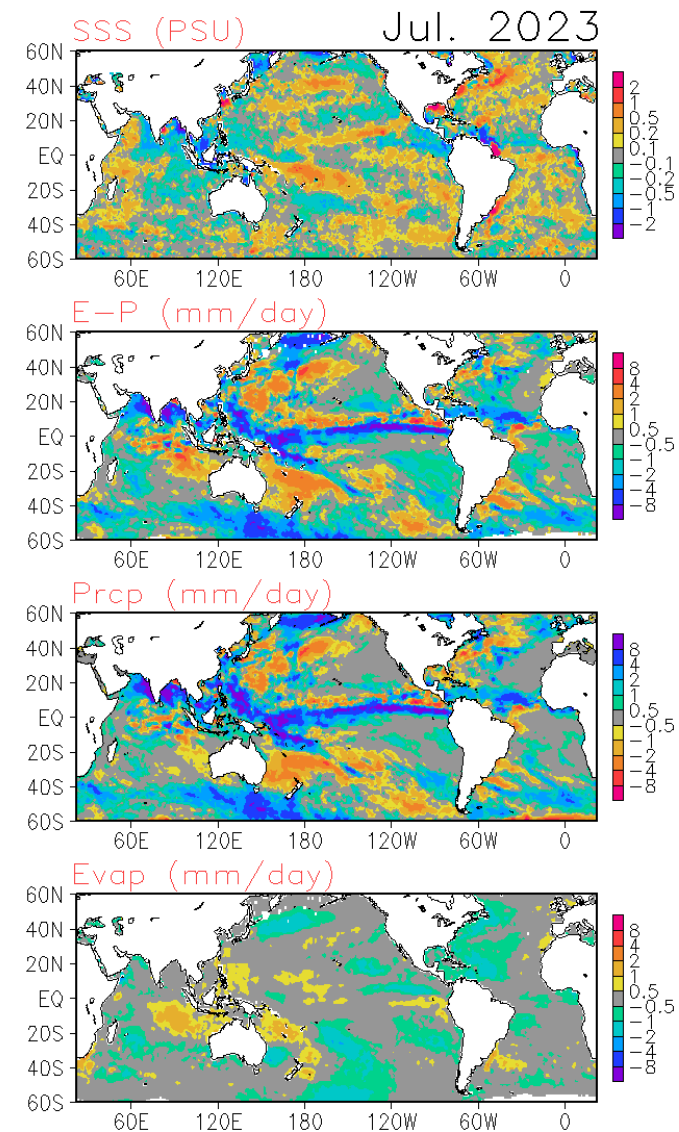 SSS (PSU) Jul. 2023
60N
40N
20N
EQ
20S
40S
60S
60E 120E 180 120W 60W 0
2
1
0.5
0.2
0.1
-0.1
-0.2
-0.5
-1
-2
E-P (mm/day)
60N
40N
20N
EQ
20S
40S
60S
60E 120E 180 120W 60W 0
8
4
2
1
0.5
-0.5
-1
-2
-4
-8
Prcp (mm/day)
60N
40N
20N
EQ
20S
40S
60S
60E 120E 180 120W 60W 0
8
4
2
1
0.5
-0.5
-1
-2
-4
-8
Evap (mm/day)
60N
40N
20N
EQ
20S
40S
60S
60E 120E 180 120W 60W 0
8
4
2
1
0.5
-0.5
-1
-2
-4
-8